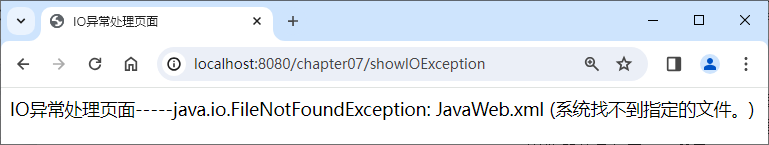 IO异常处理页面
localhost:8080/chapter07/showIOException
IO异常处理页面-----java.io.FileNotFoundException: JavaWeb.xml (系统找不到指定的文件。)